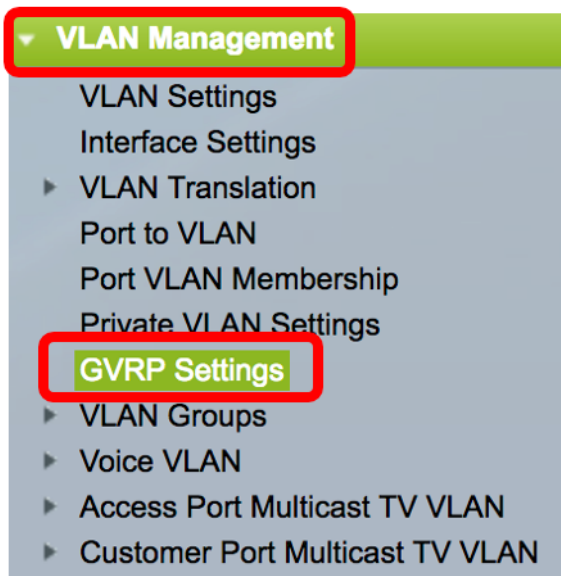 VLAN Management
VLAN Settings
Interface Settings
VLAN Translation
Port to VLAN
Port VLAN Membership
Private VLAN Settings
GVRP Settings
VLAN Groups
Voice VLAN
Access Port Multicast TV VLAN
Customer Port Multicast TV VLAN